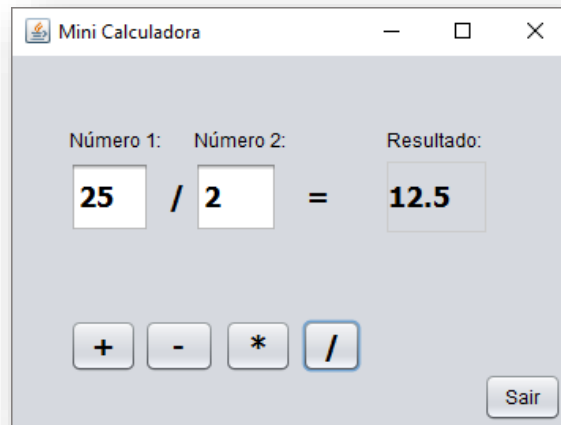 Mini Calculadora
Número 1: Número 2: Resultado:
25 / 2 = 12.5
+ - * /
Sair